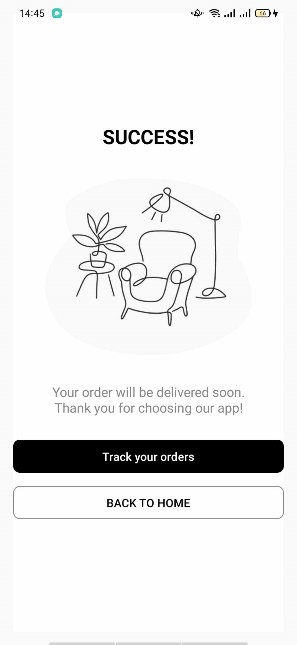 14:45
56
SUCCESS!
Your order will be delivered soon.
Thank you for choosing our app!
Track your orders
BACK TO HOME